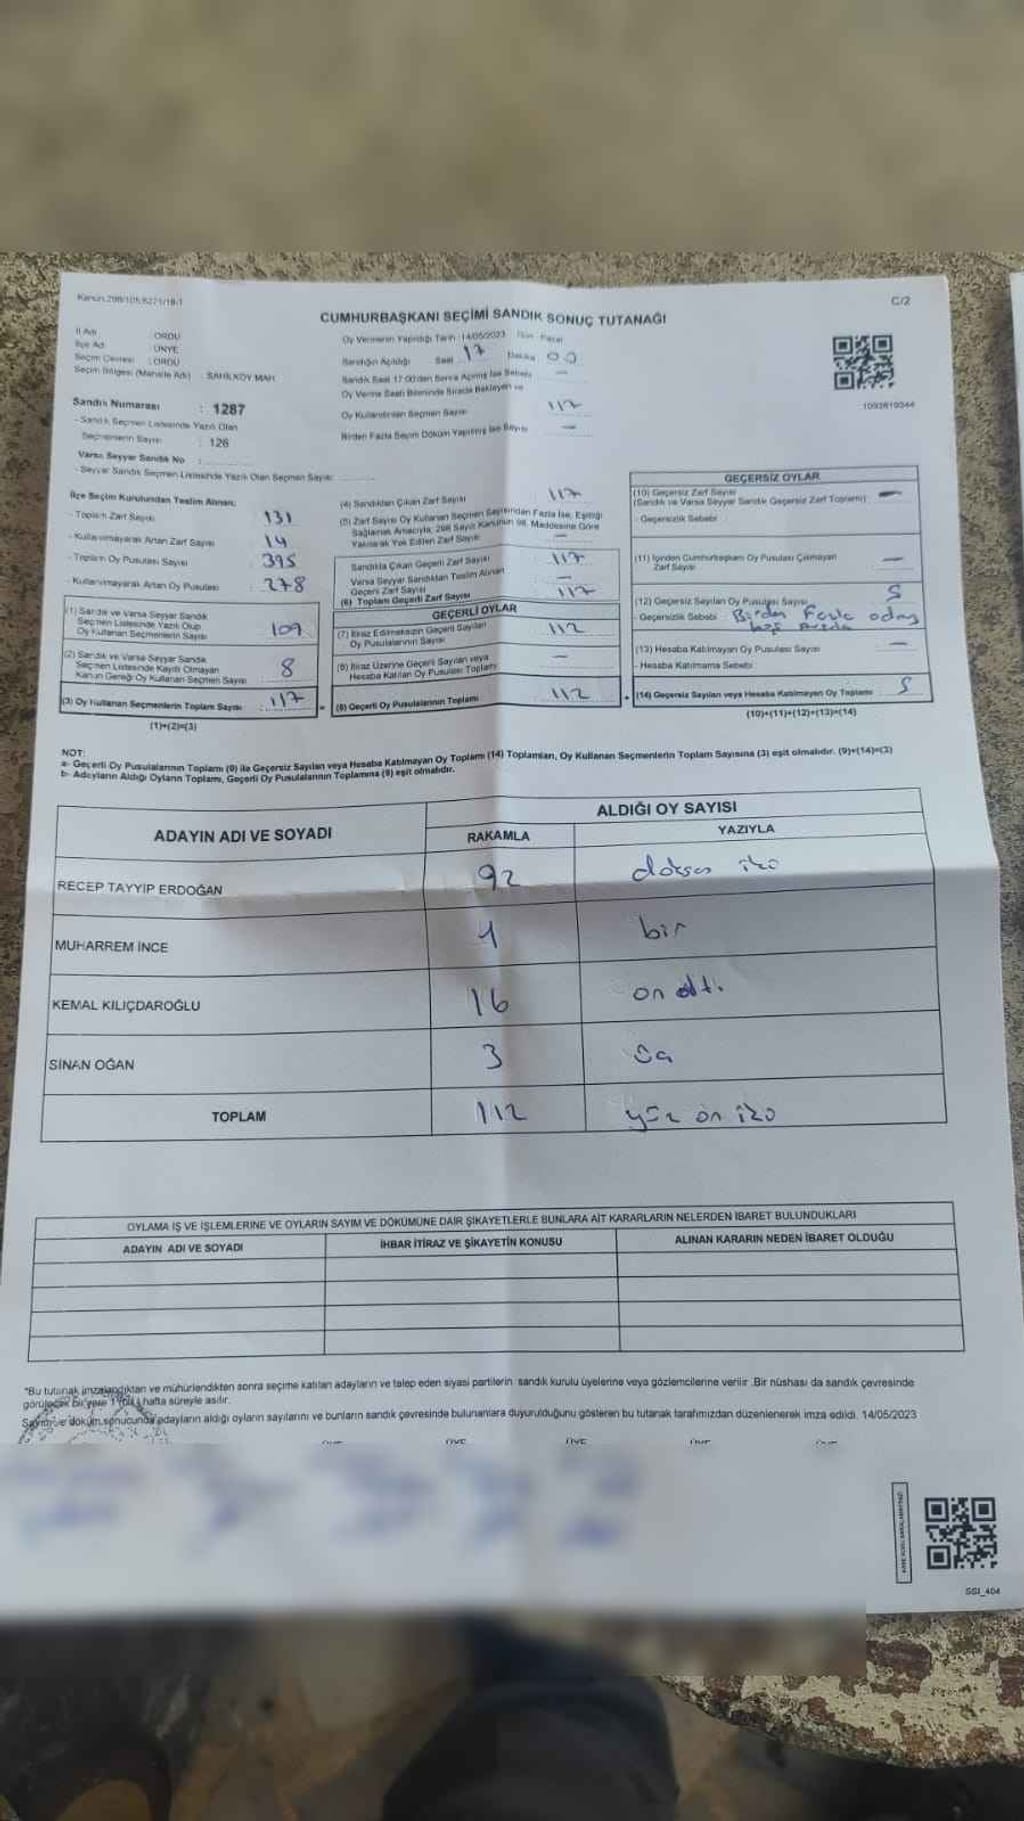 Kanun:298/105,6271/18/1
C/2
CUMHURBAŞKANI SEÇİMİ SANDIK SONUÇ TUTANAĞI
İl Adı : ORDU
İlçe Adı : ÜNYE
Seçim Çevresi : ORDU
Seçim Bölgesi (Mahalle Adı) : SAHİLKÖY MAH.
Sandık Numarası : 1287
- Sandık Seçmen Listesinde Yazılı Olan
Seçmenlerin Sayısı : 126
Varsa Seyyar Sandık No :
- Seyyar Sandık Seçmen Listesinde Yazılı Olan Seçmen Sayısı:
Oy Vermenin Yapıldığı Tarih : 14/05/2023 Gün : Pazar
Sandığın Açıldığı Saat 17 Dakika 00
Sandık Saat 17:00'den Sonra Açılmış İse Sebebi —
Oy Verme Saati Bitiminde Sırada Bekleyen ve
Oy Kullandırılan Seçmen Sayısı 117
Birden Fazla Seçim Döküm Yapılmış İse Sayısı —
1093619344
İlçe Seçim Kurulundan Teslim Alınan;
- Toplam Zarf Sayısı : 131
- Kullanılmayarak Artan Zarf Sayısı : 14
- Toplam Oy Pusulası Sayısı : 395
- Kullanılmayarak Artan Oy Pusulası : 278
(1) Sandık ve Varsa Seyyar Sandık
Seçmen Listesinde Yazılı Olup
Oy Kullanan Seçmenlerin Sayısı : 109
(2) Sandık ve Varsa Seyyar Sandık
Seçmen Listesinde Kaydı Olmayan
Kanun Gereği Oy Kullanan Seçmen Sayısı : 8
(3) Oy Kullanan Seçmenlerin Toplam Sayısı : 117
(1)+(2)=(3)
(4) Sandıktan Çıkan Zarf Sayısı 117
(5) Zarf Sayısı Oy Kullanan Seçmen Sayısından Fazla İse, Eşitliği
Sağlamak Amacıyla, 298 Sayılı Kanunun 98. Maddesine Göre
Yakılarak Yok Edilen Zarf Sayısı —
Sandıkta Çıkan Geçerli Zarf Sayısı 117
Varsa Seyyar Sandıktan Teslim Alınan
Geçerli Zarf Sayısı —
(6) Toplam Geçerli Zarf Sayısı 117
GEÇERLİ OYLAR
(7) İtiraz Edilmeksizin Geçerli Sayılan
Oy Pusulalarının Sayısı 112
(8) İtiraz Üzerine Geçerli Sayılan veya
Hesaba Katılan Oy Pusulası Toplamı —
(9) Geçerli Oy Pusulalarının Toplamı 112
GEÇERSİZ OYLAR
(10) Geçersiz Zarf Sayısı —
(Sandık ve Varsa Seyyar Sandık Geçersiz Zarf Toplamı)
- Geçersizlik Sebebi
(11) İçinden Cumhurbaşkanı Oy Pusulası Çıkmayan
Zarf Sayısı —
(12) Geçersiz Sayılan Oy Pusulası Sayısı 5
- Geçersizlik Sebebi : Birden Fazla
(13) Hesaba Katılmayan Oy Pusulası Sayısı —
- Hesaba Katılmama Sebebi
(14) Geçersiz Sayılan veya Hesaba Katılmayan Oy Toplamı 5
(10)+(11)+(12)+(13)=(14)
NOT:
a- Geçerli Oy Pusulalarının Toplamı (9) ile Geçersiz Sayılan veya Hesaba Katılmayan Oy Toplamı (14) Toplamları, Oy Kullanan Seçmenlerin Toplam Sayısına (3) eşit olmalıdır. (9)+(14)=(3)
b- Adayların Aldığı Oyların Toplamı, Geçerli Oy Pusulalarının Toplamına (9) eşit olmalıdır.
ADAYIN ADI VE SOYADI
ALDIĞI OY SAYISI
RAKAMLA YAZIYLA
RECEP TAYYİP ERDOĞAN 92 doksan iki
MUHARREM İNCE 1 bir
KEMAL KILIÇDAROĞLU 16 on altı
SİNAN OĞAN 3 üç
TOPLAM 112 yüz on iki
OYLAMA İŞ VE İŞLEMLERİNE VE OYLARIN SAYIM VE DÖKÜMÜNE DAİR ŞİKAYETLERLE BUNLARA AİT KARARLARIN NELERDEN İBARET BULUNDUKLARI
ADAYIN ADI VE SOYADI İHBAR İTİRAZ VE ŞİKAYETİN KONUSU ALINAN KARARIN NEDEN İBARET OLDUĞU
*Bu tutanak imzalandıktan ve mühürlendikten sonra seçime katılan adayların ve talep eden siyasi partilerin sandık kurulu üyelerine veya gözlemcilerine verilir. Bir nüshası da sandık çevresinde
görülecek bir yere 1 (bir) hafta süreyle asılır.
Sayım ve döküm sonucunda adayların aldığı oyların sayılarını ve bunların sandık çevresinde bulunanlara duyurulduğunu gösteren bu tutanak tarafımızdan düzenlenerek imza edildi. 14/05/2023
SSI_404